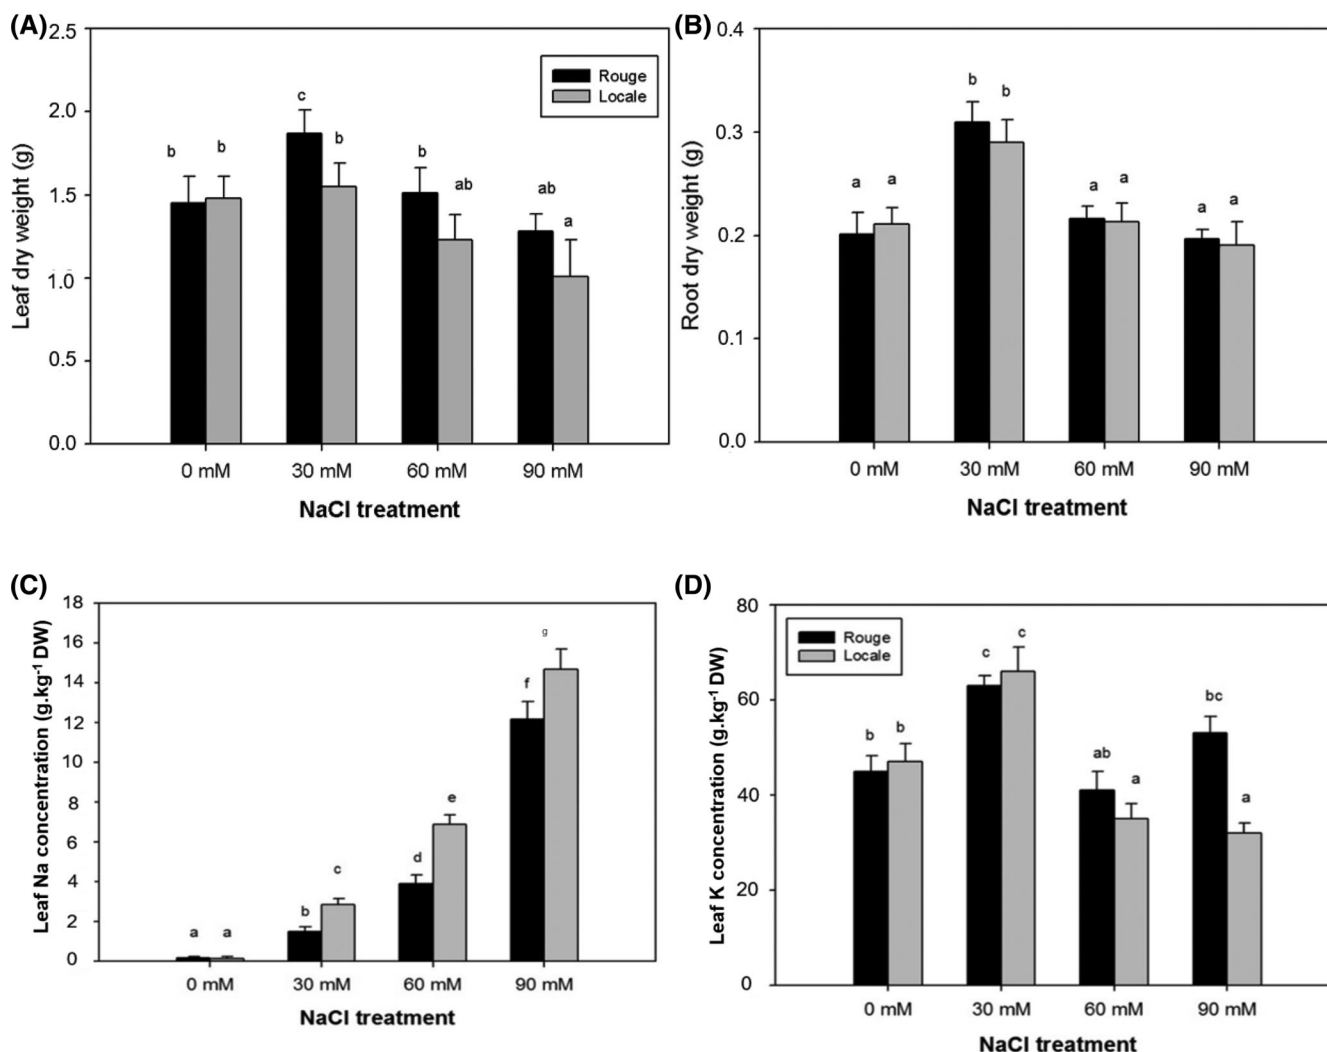 (A)
2.5
2.0
1.5
1.0
0.5
0.0
Leaf dry weight (g)
Rouge
Locale
b b c b b ab ab a
0 mM 30 mM 60 mM 90 mM
NaCl treatment
(B)
0.4
0.3
0.2
0.1
0.0
Root dry weight (g)
a a b b a a a a
0 mM 30 mM 60 mM 90 mM
NaCl treatment
(C)
18
16
14
12
10
8
6
4
2
0
Leaf Na concentration (g.kg⁻¹ DW)
a a b c d e f g
0 mM 30 mM 60 mM 90 mM
NaCl treatment
(D)
80
60
40
20
0
Leaf K concentration (g.kg⁻¹ DW)
Rouge
Locale
b b c c ab a bc a
0 mM 30 mM 60 mM 90 mM
NaCl treatment